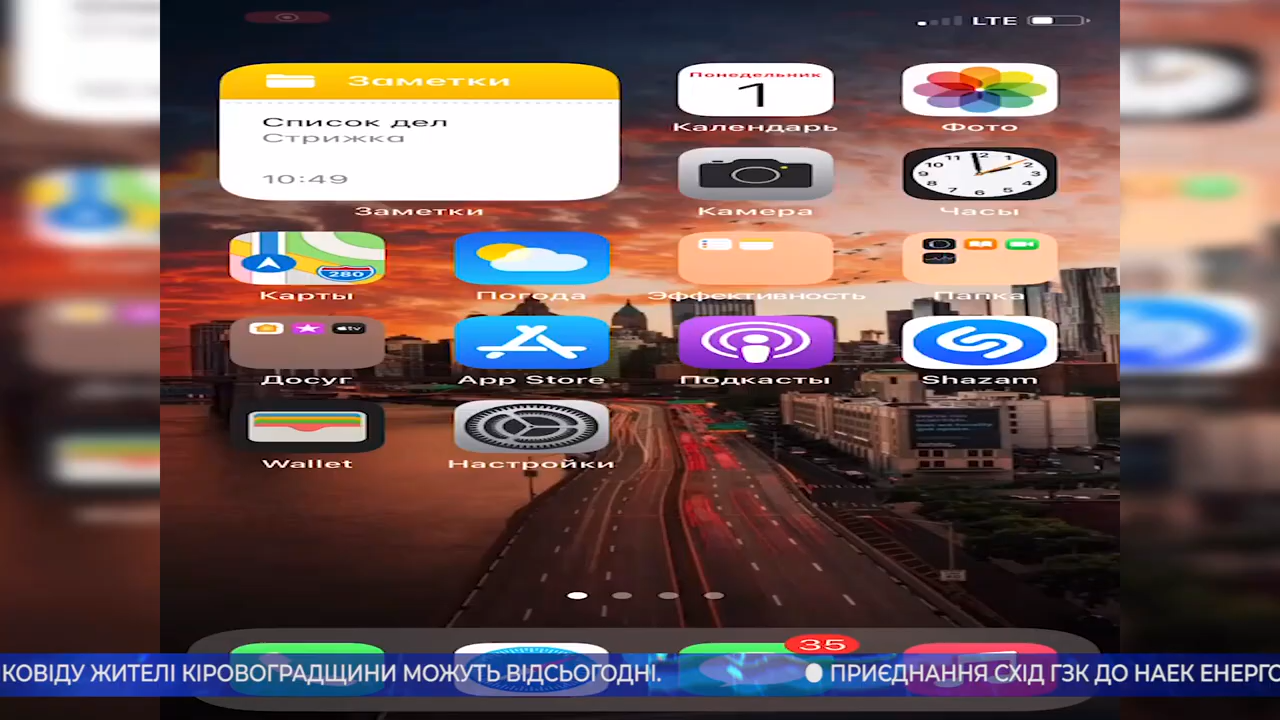 LTE
Заметки
Список дел
Стрижка
10:49
Заметки
Понедельник
1
Календарь
Фото
Камера
Часы
280
Карты
Погода
Эффективность
Папка
tv
Досуг
App Store
Подкасты
Shazam
Wallet
Настройки
35
КОВІДУ ЖИТЕЛІ КІРОВОГРАДЩИНИ МОЖУТЬ ВІДСЬОГОДНІ.
ПРИЄДНАННЯ СХІД ГЗК ДО НАЕК ЕНЕРГО